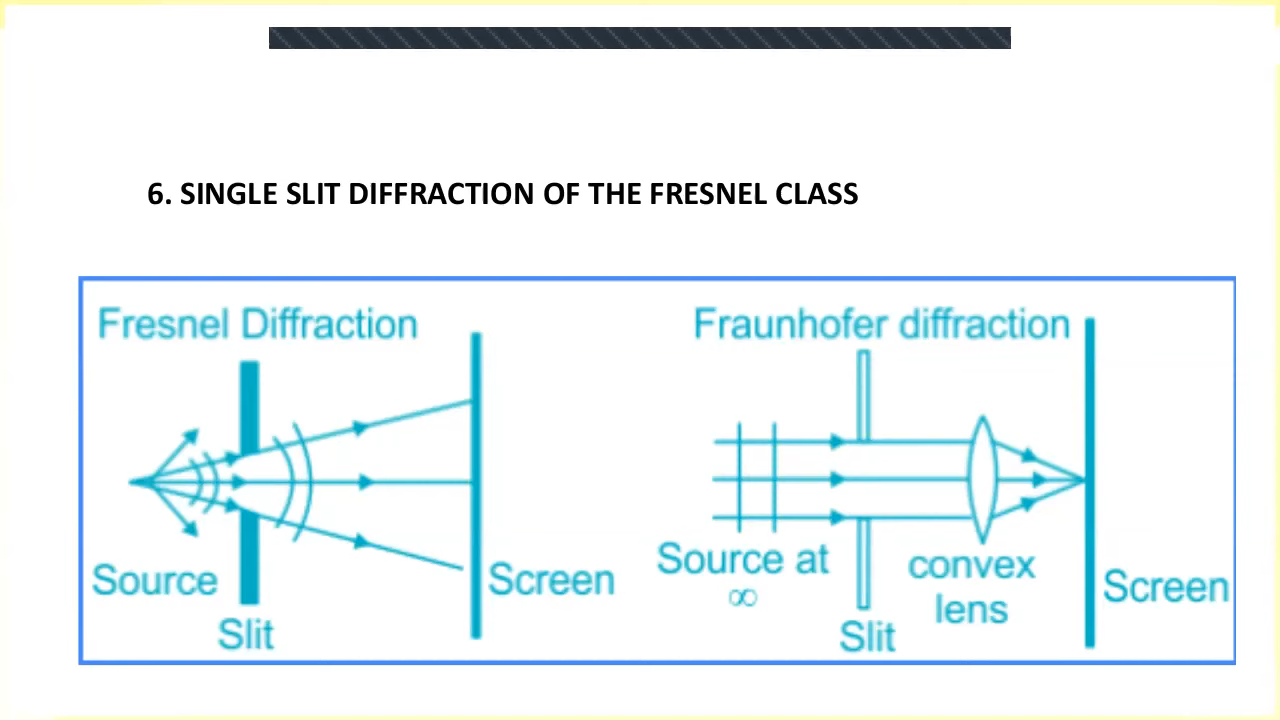 6. SINGLE SLIT DIFFRACTION OF THE FRESNEL CLASS
Fresnel Diffraction
Source
Slit
Screen
Fraunhofer diffraction
Source at
∞
Slit
convex
lens
Screen